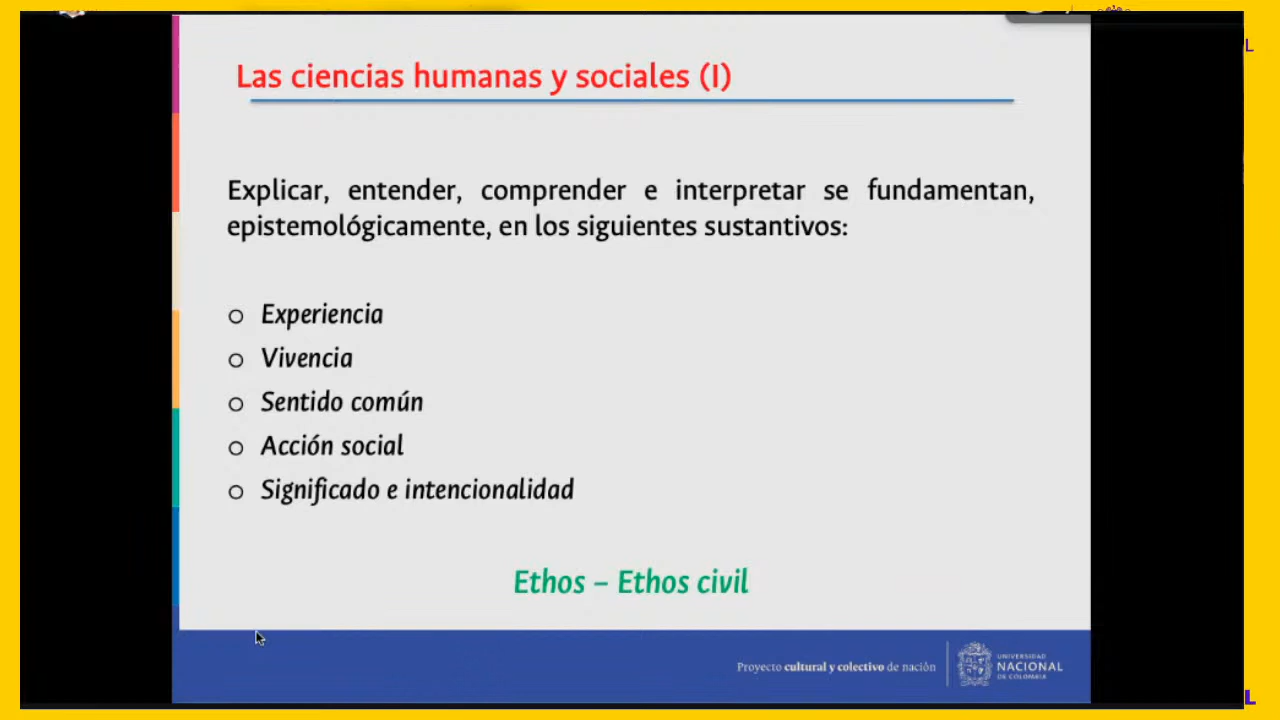 L
Las ciencias humanas y sociales (I)
Explicar, entender, comprender e interpretar se fundamentan,
epistemológicamente, en los siguientes sustantivos:
o Experiencia
o Vivencia
o Sentido común
o Acción social
o Significado e intencionalidad
Ethos – Ethos civil
Proyecto cultural y colectivo de nación
UNIVERSIDAD
NACIONAL
DE COLOMBIA
L